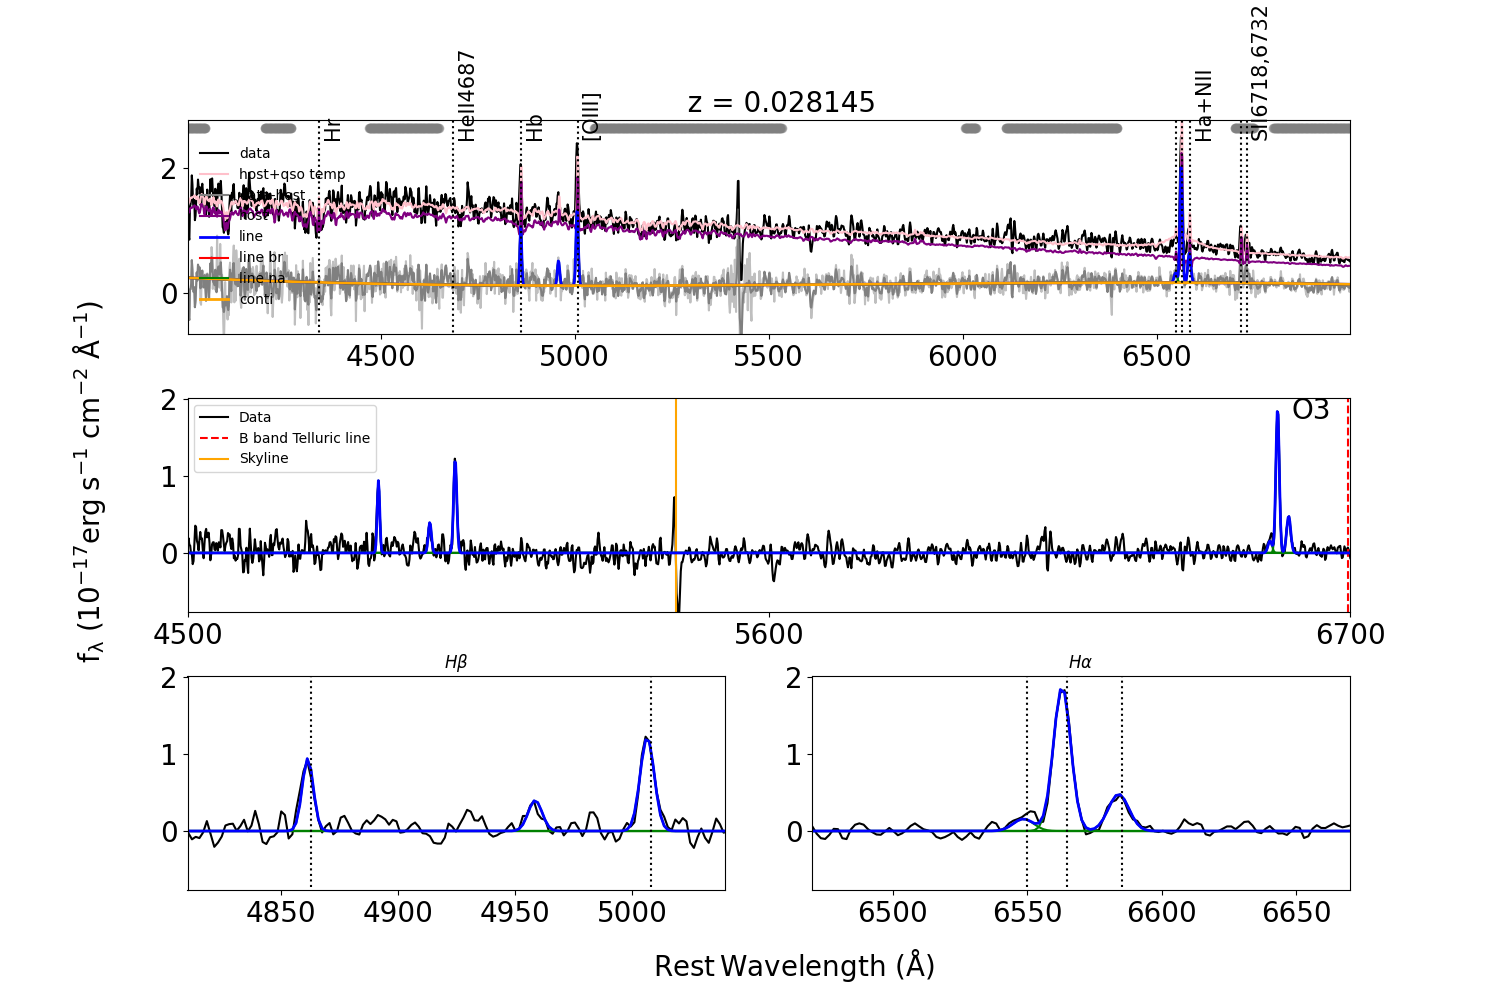 z = 0.028145
Hr
HeII4687
Hb
[OIII]
Ha+NII
SII6718,6732
data
host+qso temp
data-host
host
line
line br
line na
conti
2
0
4500
5000
5500
6000
6500
O3
Data
B band Telluric line
Skyline
2
1
0
4500
5600
6700
fλ (10⁻¹⁷erg s⁻¹ cm⁻² Å⁻¹)
Hβ
2
1
0
4850
4900
4950
5000
Hα
2
1
0
6500
6550
6600
6650
Rest Wavelength (Å)